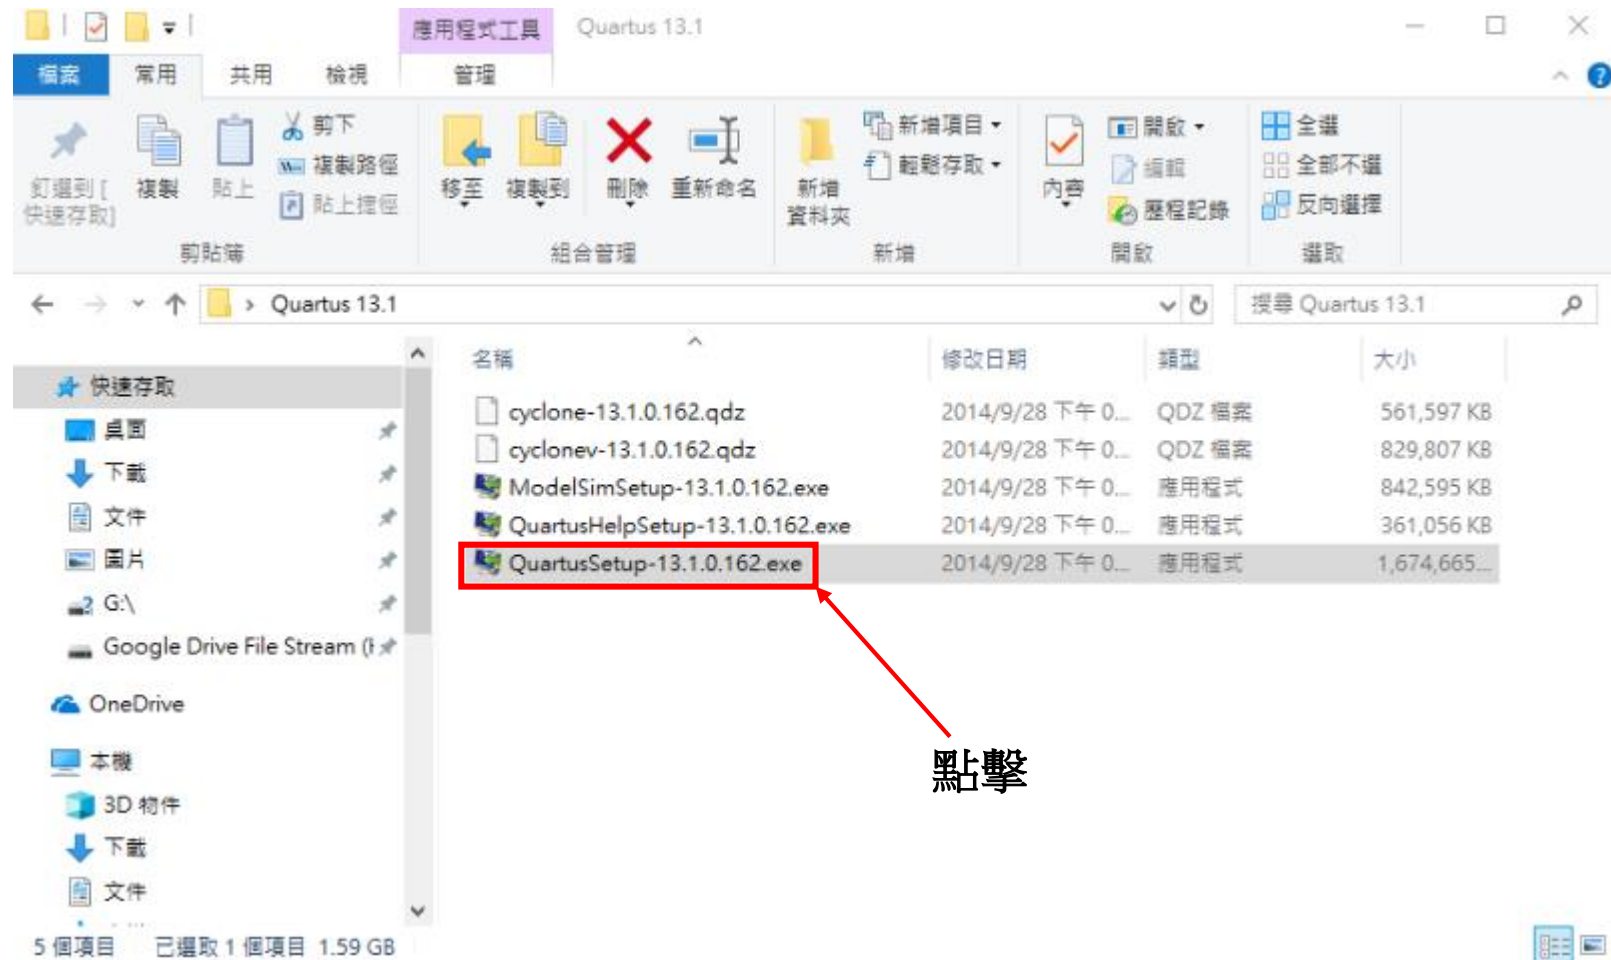 應用程式工具 Quartus 13.1
檔案 常用 共用 檢視 管理
釘選到 [快速存取]
複製
貼上
剪下
複製路徑
貼上捷徑
剪貼簿
移至
複製到
刪除
重新命名
組合管理
新增資料夾
新增項目
輕鬆存取
新增
內容
開啟
編輯
歷程記錄
開啟
全選
全部不選
反向選擇
選取
Quartus 13.1
搜尋 Quartus 13.1
快速存取
桌面
下載
文件
圖片
G:\
Google Drive File Stream (
OneDrive
本機
3D 物件
下載
文件
名稱 修改日期 類型 大小
cyclone-13.1.0.162.qdz 2014/9/28 下午 0... QDZ 檔案 561,597 KB
cyclonev-13.1.0.162.qdz 2014/9/28 下午 0... QDZ 檔案 829,807 KB
ModelSimSetup-13.1.0.162.exe 2014/9/28 下午 0... 應用程式 842,595 KB
QuartusHelpSetup-13.1.0.162.exe 2014/9/28 下午 0... 應用程式 361,056 KB
QuartusSetup-13.1.0.162.exe 2014/9/28 下午 0... 應用程式 1,674,665...
點擊
5 個項目 已選取 1 個項目 1.59 GB